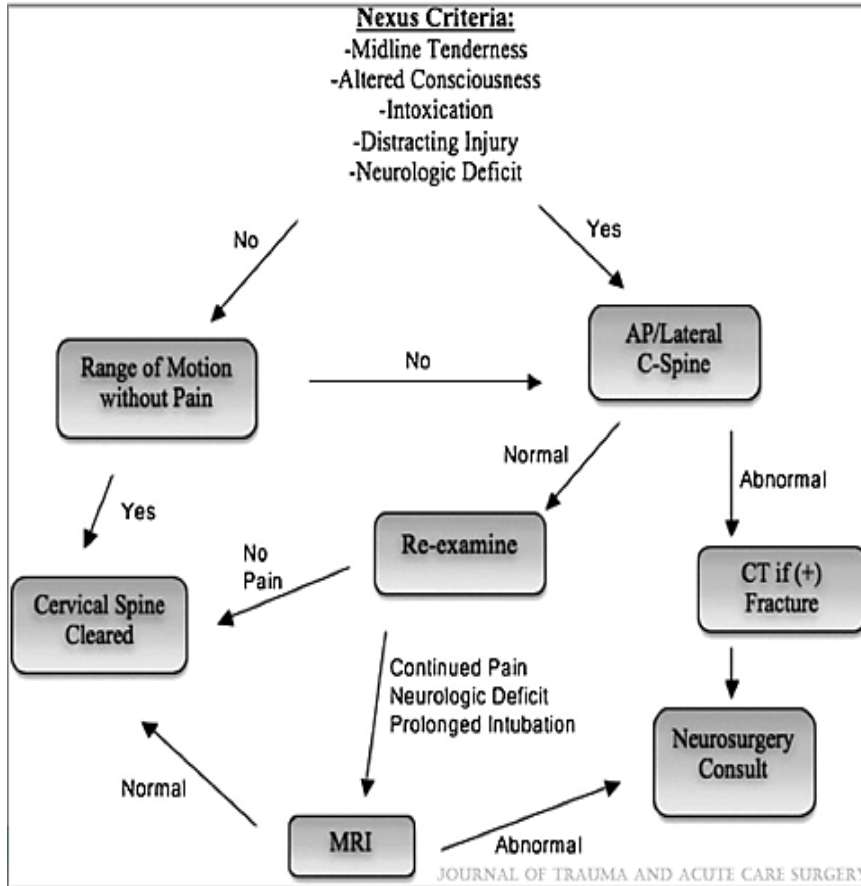 Nexus Criteria:
-Midline Tenderness
-Altered Consciousness
-Intoxication
-Distracting Injury
-Neurologic Deficit
No
Yes
Range of Motion
without Pain
No
AP/Lateral
C-Spine
Normal
Abnormal
Yes
No
Pain
Re-examine
CT if (+)
Fracture
Cervical Spine
Cleared
Continued Pain
Neurologic Deficit
Prolonged Intubation
Neurosurgery
Consult
Normal
MRI
Abnormal
JOURNAL OF TRAUMA AND ACUTE CARE SURGERY